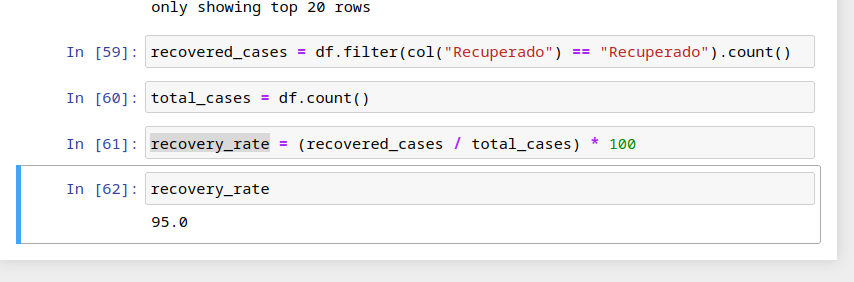 only showing top 20 rows
In [59]: recovered_cases = df.filter(col("Recuperado") == "Recuperado").count()
In [60]: total_cases = df.count()
In [61]: recovery_rate = (recovered_cases / total_cases) * 100
In [62]: recovery_rate
95.0